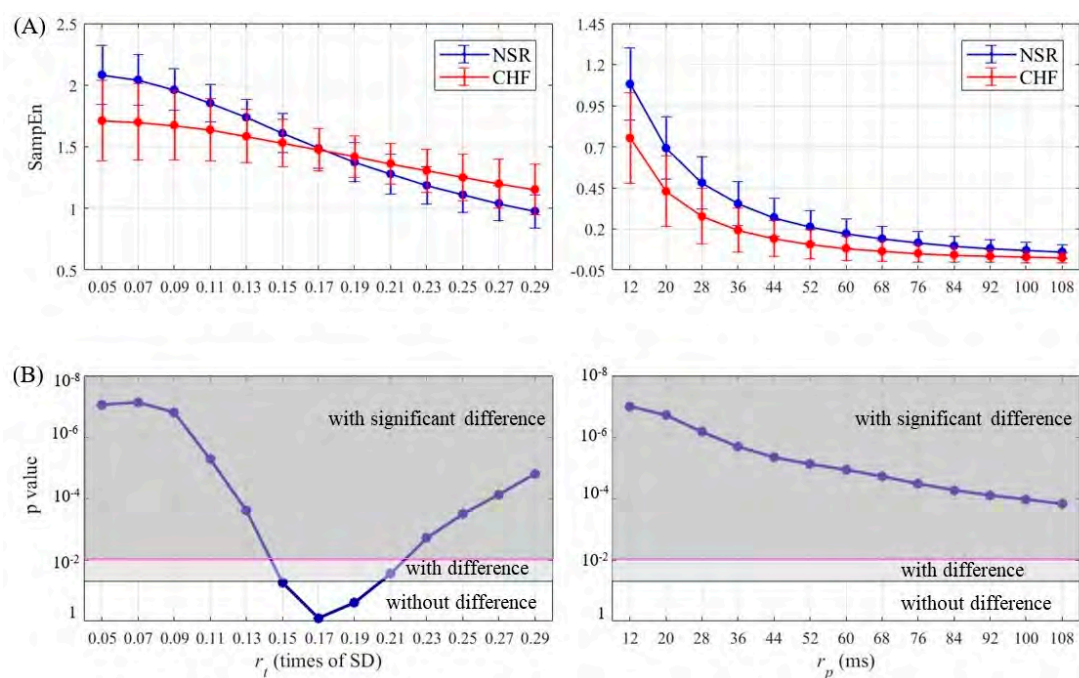 (A)
SampEn
2.5
2
1.5
1
0.5
NSR
CHF
0.05 0.07 0.09 0.11 0.13 0.15 0.17 0.19 0.21 0.23 0.25 0.27 0.29
1.45
1.2
0.95
0.7
0.45
0.2
-0.05
NSR
CHF
12 20 28 36 44 52 60 68 76 84 92 100 108
(B)
p value
10-8
10-6
10-4
10-2
1
with significant difference
with difference
without difference
0.05 0.07 0.09 0.11 0.13 0.15 0.17 0.19 0.21 0.23 0.25 0.27 0.29
rt (times of SD)
10-8
10-6
10-4
10-2
1
with significant difference
with difference
without difference
12 20 28 36 44 52 60 68 76 84 92 100 108
rp (ms)